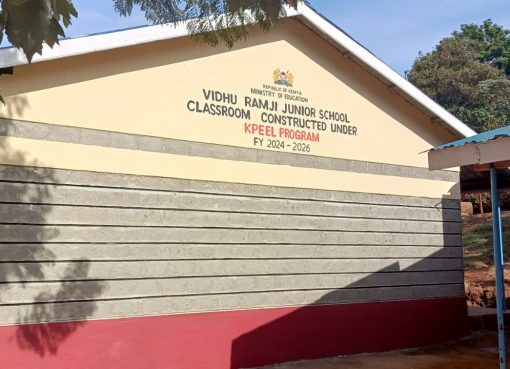 REPUBLIC OF KENYA
MINISTRY OF EDUCATION
VIDHU RAMJI JUNIOR SCHOOL
CLASSROOM CONSTRUCTED UNDER
KPEEL PROGRAM
FY 2024 - 2026